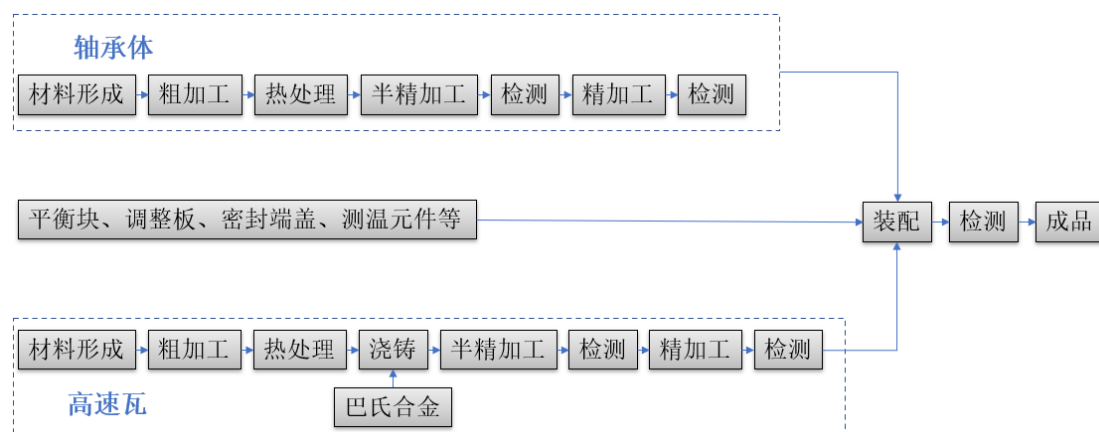 轴承体
材料形成 粗加工 热处理 半精加工 检测 精加工 检测
平衡块、调整板、密封端盖、测温元件等
装配 检测 成品
材料形成 粗加工 热处理 浇铸 半精加工 检测 精加工 检测
高速瓦
巴氏合金